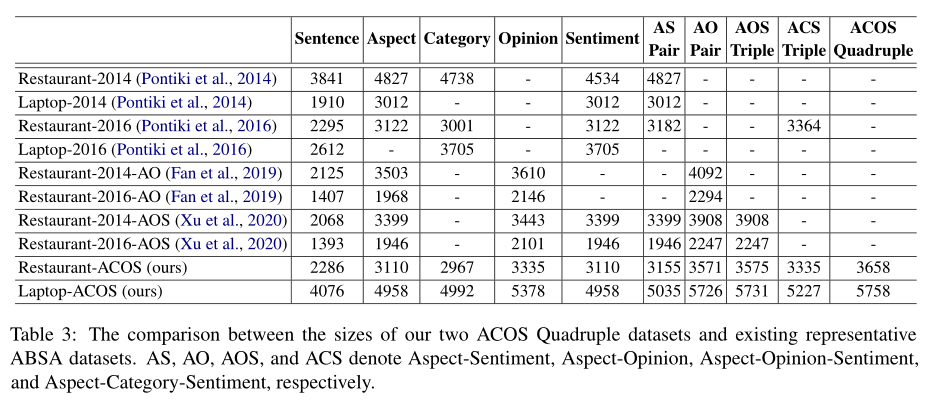 Sentence Aspect Category Opinion Sentiment AS Pair AO Pair AOS Triple ACS Triple ACOS Quadruple
Restaurant-2014 (Pontiki et al., 2014) 3841 4827 4738 - 4534 4827 - - - -
Laptop-2014 (Pontiki et al., 2014) 1910 3012 - - 3012 3012 - - - -
Restaurant-2016 (Pontiki et al., 2016) 2295 3122 3001 - 3122 3182 - - 3364 -
Laptop-2016 (Pontiki et al., 2016) 2612 - 3705 - 3705 - - - - -
Restaurant-2014-AO (Fan et al., 2019) 2125 3503 - 3610 - - 4092 - - -
Restaurant-2016-AO (Fan et al., 2019) 1407 1968 - 2146 - - 2294 - - -
Restaurant-2014-AOS (Xu et al., 2020) 2068 3399 - 3443 3399 3399 3908 3908 - -
Restaurant-2016-AOS (Xu et al., 2020) 1393 1946 - 2101 1946 1946 2247 2247 - -
Restaurant-ACOS (ours) 2286 3110 2967 3335 3110 3155 3571 3575 3335 3658
Laptop-ACOS (ours) 4076 4958 4992 5378 4958 5035 5726 5731 5227 5758
Table 3: The comparison between the sizes of our two ACOS Quadruple datasets and existing representative
ABSA datasets. AS, AO, AOS, and ACS denote Aspect-Sentiment, Aspect-Opinion, Aspect-Opinion-Sentiment,
and Aspect-Category-Sentiment, respectively.